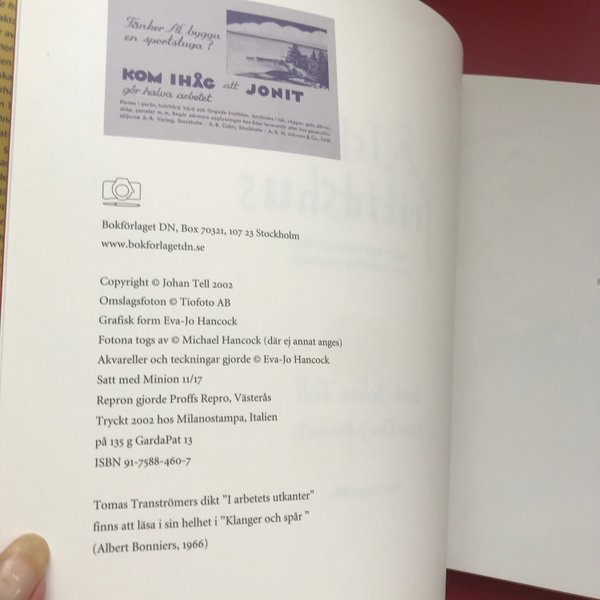 Tänker Ni bygga
en sportstuga?
KOM IHÅG att JONIT
gör halva arbetet
Bokförlaget DN, Box 70321, 107 23 Stockholm
www.bokforlagetdn.se
Copyright © Johan Tell 2002
Omslagsfoton © Tiofoto AB
Grafisk form Eva-Jo Hancock
Fotona togs av © Michael Hancock (där ej annat anges)
Akvareller och teckningar gjorde © Eva-Jo Hancock
Satt med Minion 11/17
Repron gjorde Proffs Repro, Västerås
Tryckt 2002 hos Milanostampa, Italien
på 135 g GardaPat 13
ISBN 91-7588-460-7
Tomas Tranströmers dikt ”I arbetets utkanter”
finns att läsa i sin helhet i ”Klanger och spår ”
(Albert Bonniers, 1966)